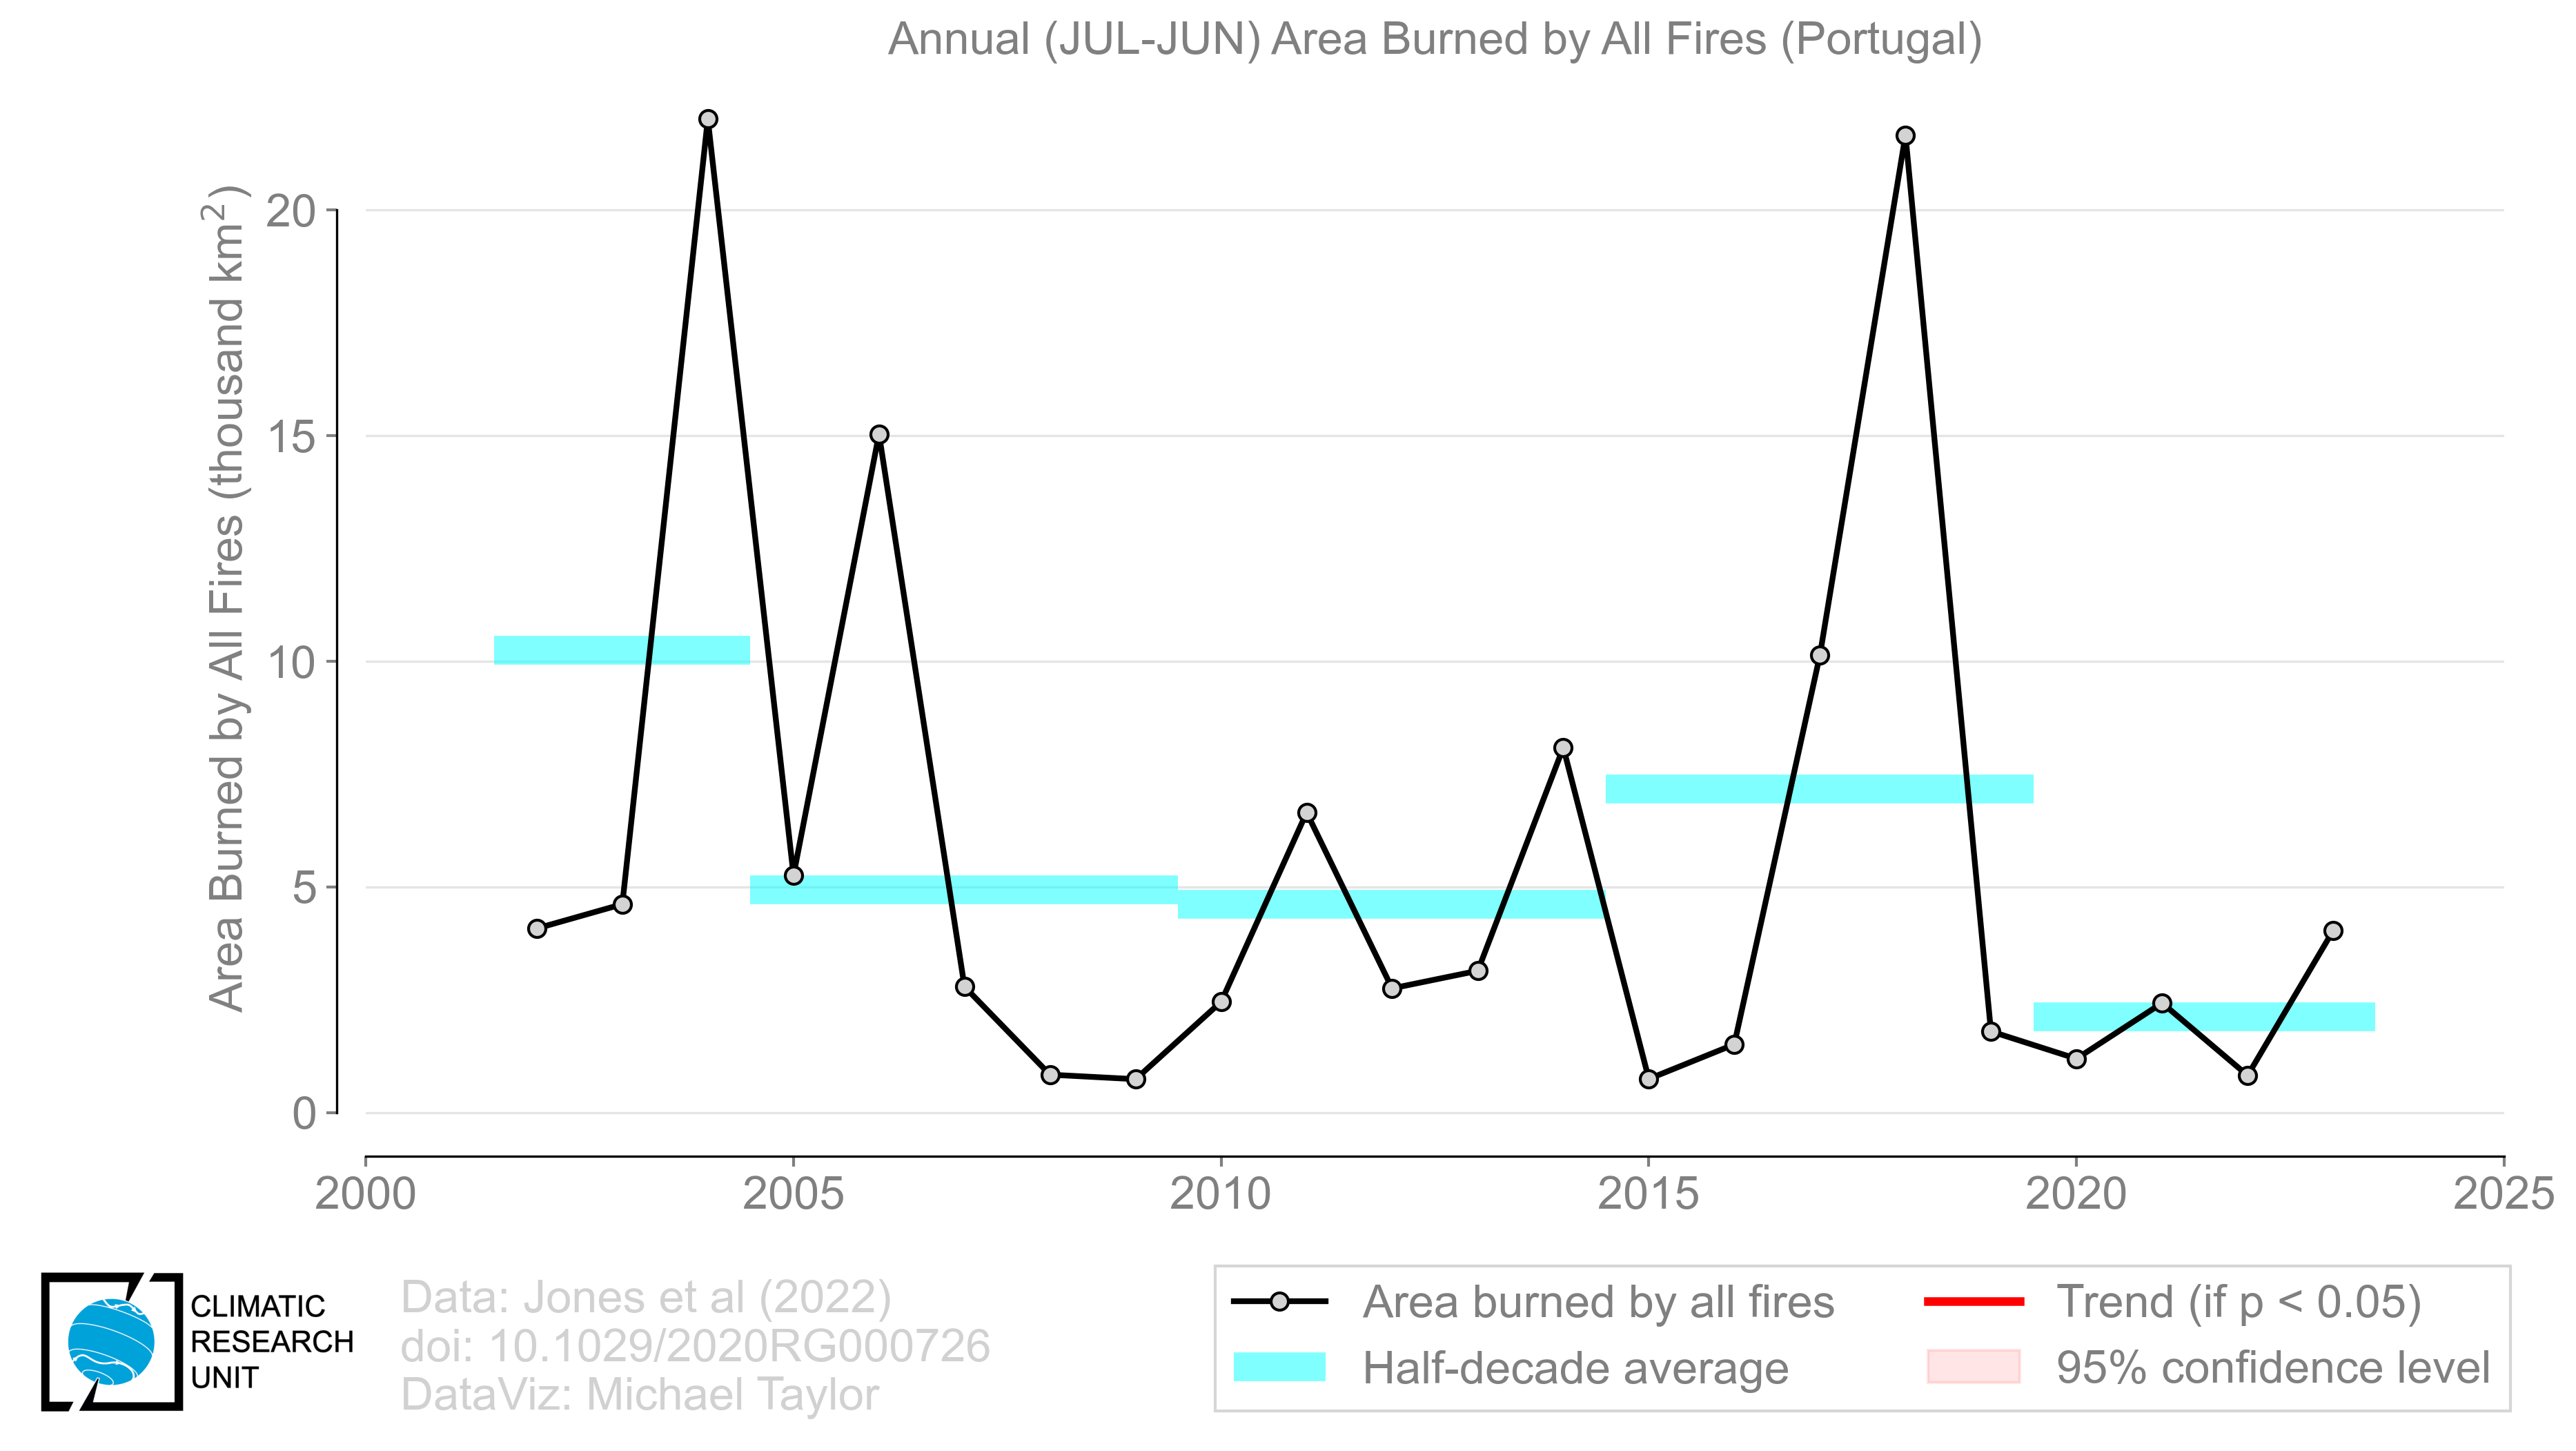 Annual (JUL-JUN) Area Burned by All Fires (Portugal)
Area Burned by All Fires (thousand km²)
20
15
10
5
0
2000
2005
2010
2015
2020
2025
CLIMATIC
RESEARCH
UNIT
Data: Jones et al (2022)
doi: 10.1029/2020RG000726
DataViz: Michael Taylor
Area burned by all fires
Half-decade average
Trend (if p < 0.05)
95% confidence level